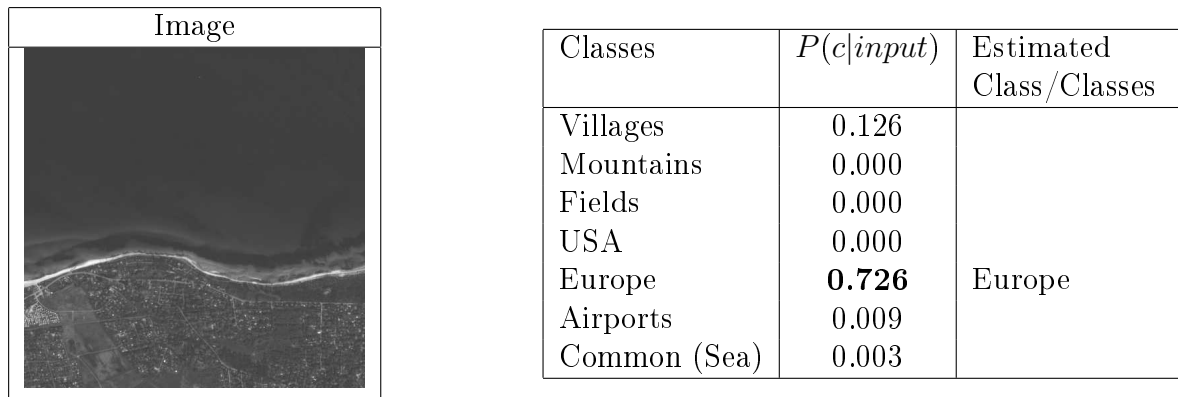 Image
Classes P(c|input) Estimated
Class/Classes
Villages 0.126
Mountains 0.000
Fields 0.000
USA 0.000
Europe 0.726 Europe
Airports 0.009
Common (Sea) 0.003